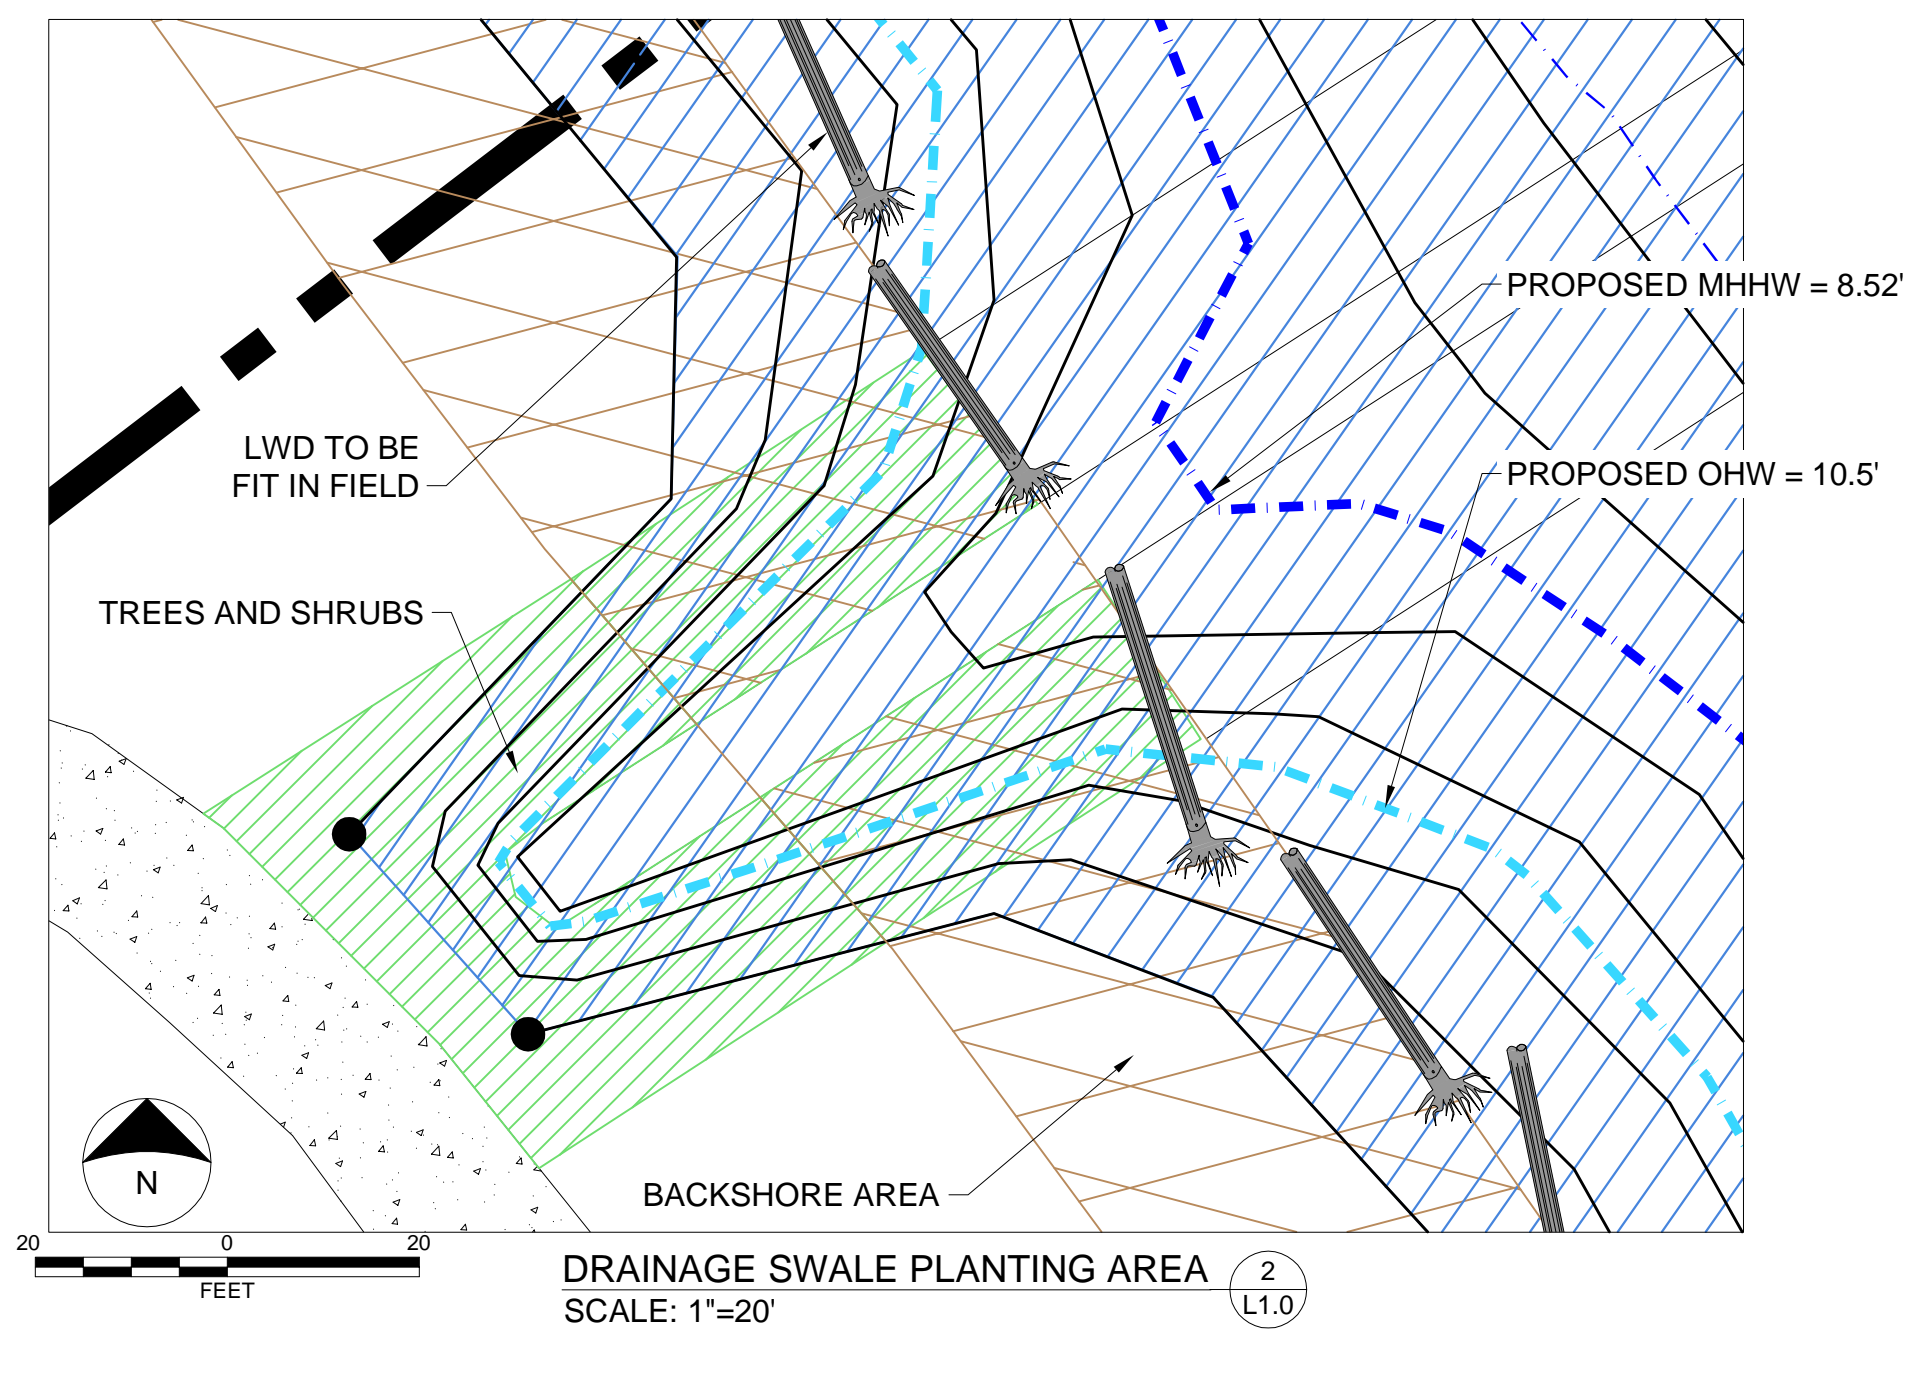 PROPOSED MHHW = 8.52'
LWD TO BE
FIT IN FIELD
PROPOSED OHW = 10.5'
TREES AND SHRUBS
BACKSHORE AREA
N
20 0 20
FEET
DRAINAGE SWALE PLANTING AREA
SCALE: 1"=20'
2
L1.0